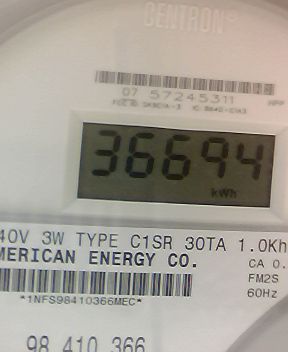 CENTRON®
07 57245311
36694
kWh
40V 3W TYPE C1SR 30TA 1.0Kh
MERICAN ENERGY CO.
CA 0.
FM2S
*1NFS98410366MEC*
60Hz
98 410 366